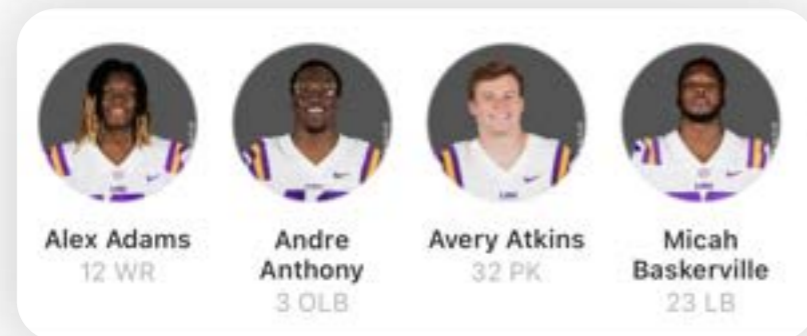 Alex Adams
12 WR
Andre
Anthony
3 OLB
Avery Atkins
32 PK
Micah
Baskerville
23 LB